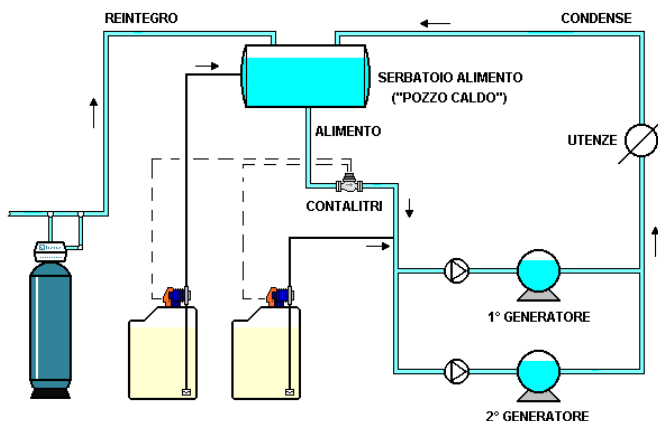 REINTEGRO
CONDENSE
SERBATOIO ALIMENTO
("POZZO CALDO")
ALIMENTO
UTENZE
CONTALITRI
1° GENERATORE
2° GENERATORE